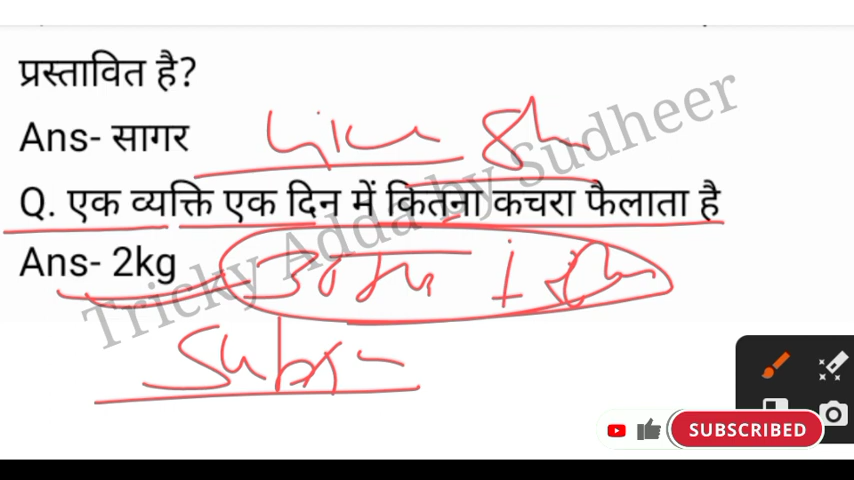 प्रस्तावित है?
Ans- सागर
Q. एक व्यक्ति एक दिन में कितना कचरा फैलाता है
Ans- 2kg
Tricky Adda by Sudheer
SUBSCRIBED